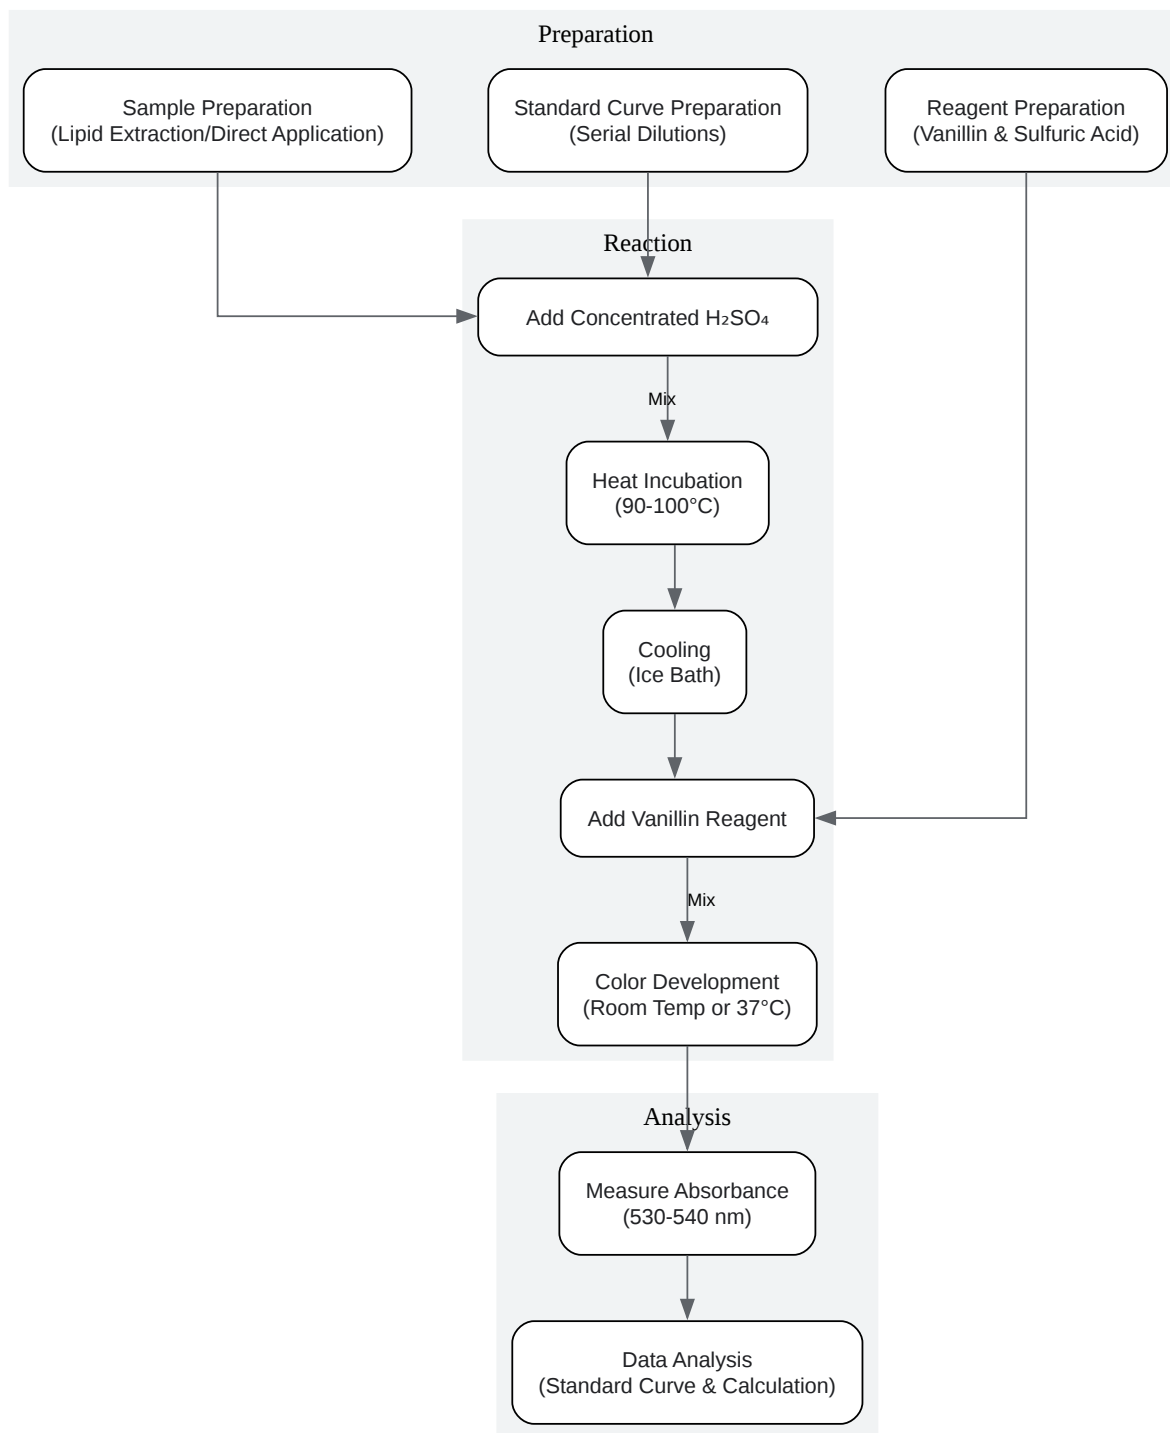 Preparation
Sample Preparation
(Lipid Extraction/Direct Application)
Standard Curve Preparation
(Serial Dilutions)
Reagent Preparation
(Vanillin & Sulfuric Acid)
Reaction
Add Concentrated H₂SO₄
Mix
Heat Incubation
(90-100°C)
Cooling
(Ice Bath)
Add Vanillin Reagent
Mix
Color Development
(Room Temp or 37°C)
Analysis
Measure Absorbance
(530-540 nm)
Data Analysis
(Standard Curve & Calculation)